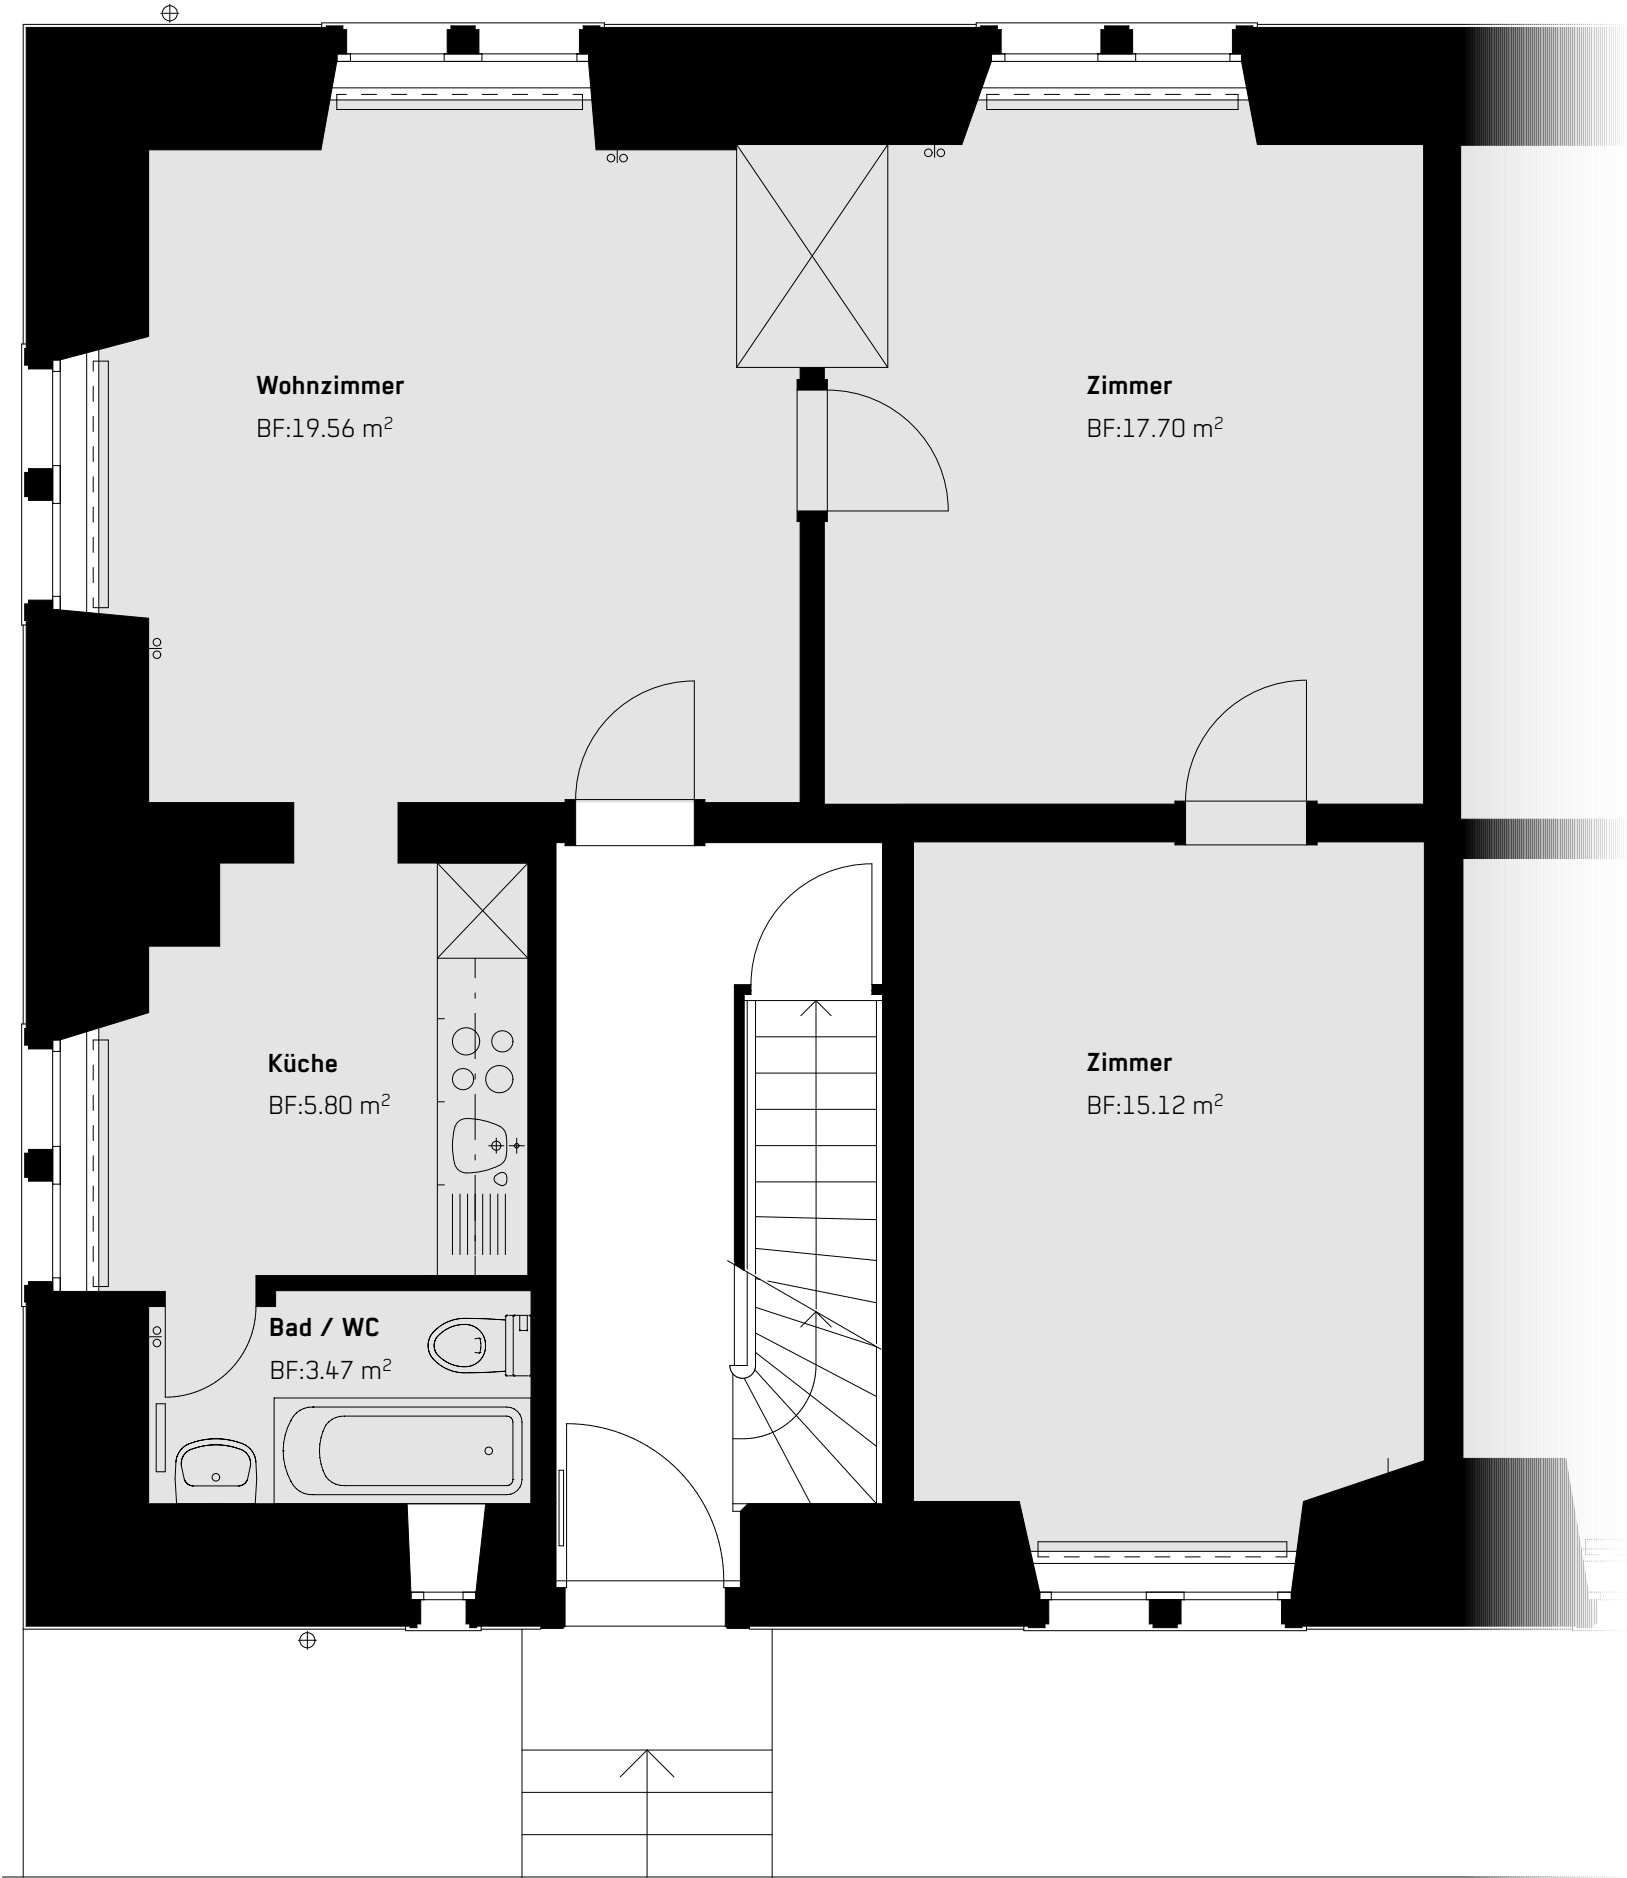 Wohnzimmer
BF:19.56 m²
Zimmer
BF:17.70 m²
Küche
BF:5.80 m²
Zimmer
BF:15.12 m²
Bad / WC
BF:3.47 m²